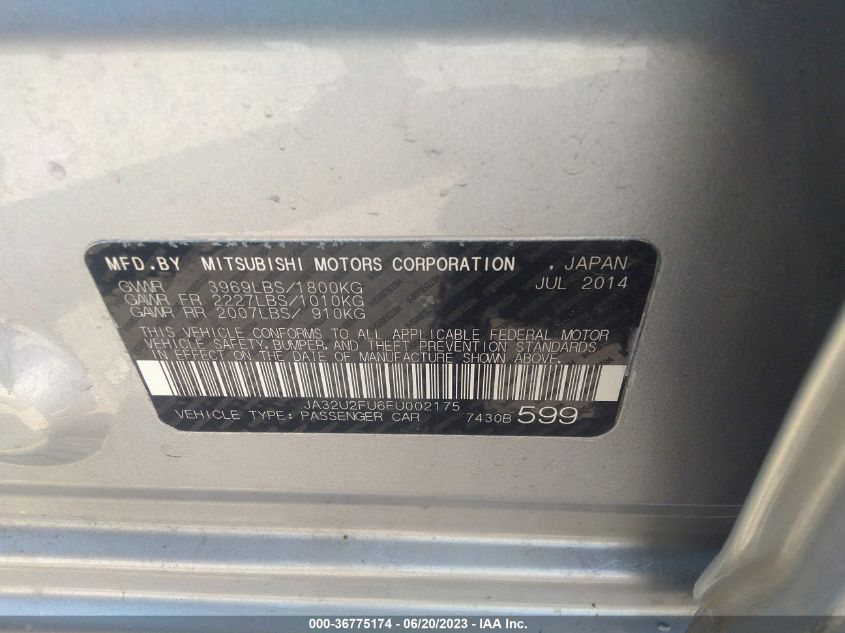 MFD.BY MITSUBISHI MOTORS CORPORATION , JAPAN
GVWR 3969LBS/1800KG JUL 2014
GAWR FR 2227LBS/1010KG
GAWR RR 2007LBS/ 910KG
THIS VEHICLE CONFORMS TO ALL APPLICABLE FEDERAL MOTOR
VEHICLE SAFETY, BUMPER, AND THEFT PREVENTION STANDARDS
IN EFFECT ON THE DATE OF MANUFACTURE SHOWN ABOVE.
JA32U2FU6FU002175
VEHICLE TYPE: PASSENGER CAR 7430B 599
000-36775174 / 06/20/2023 - IAA Inc.